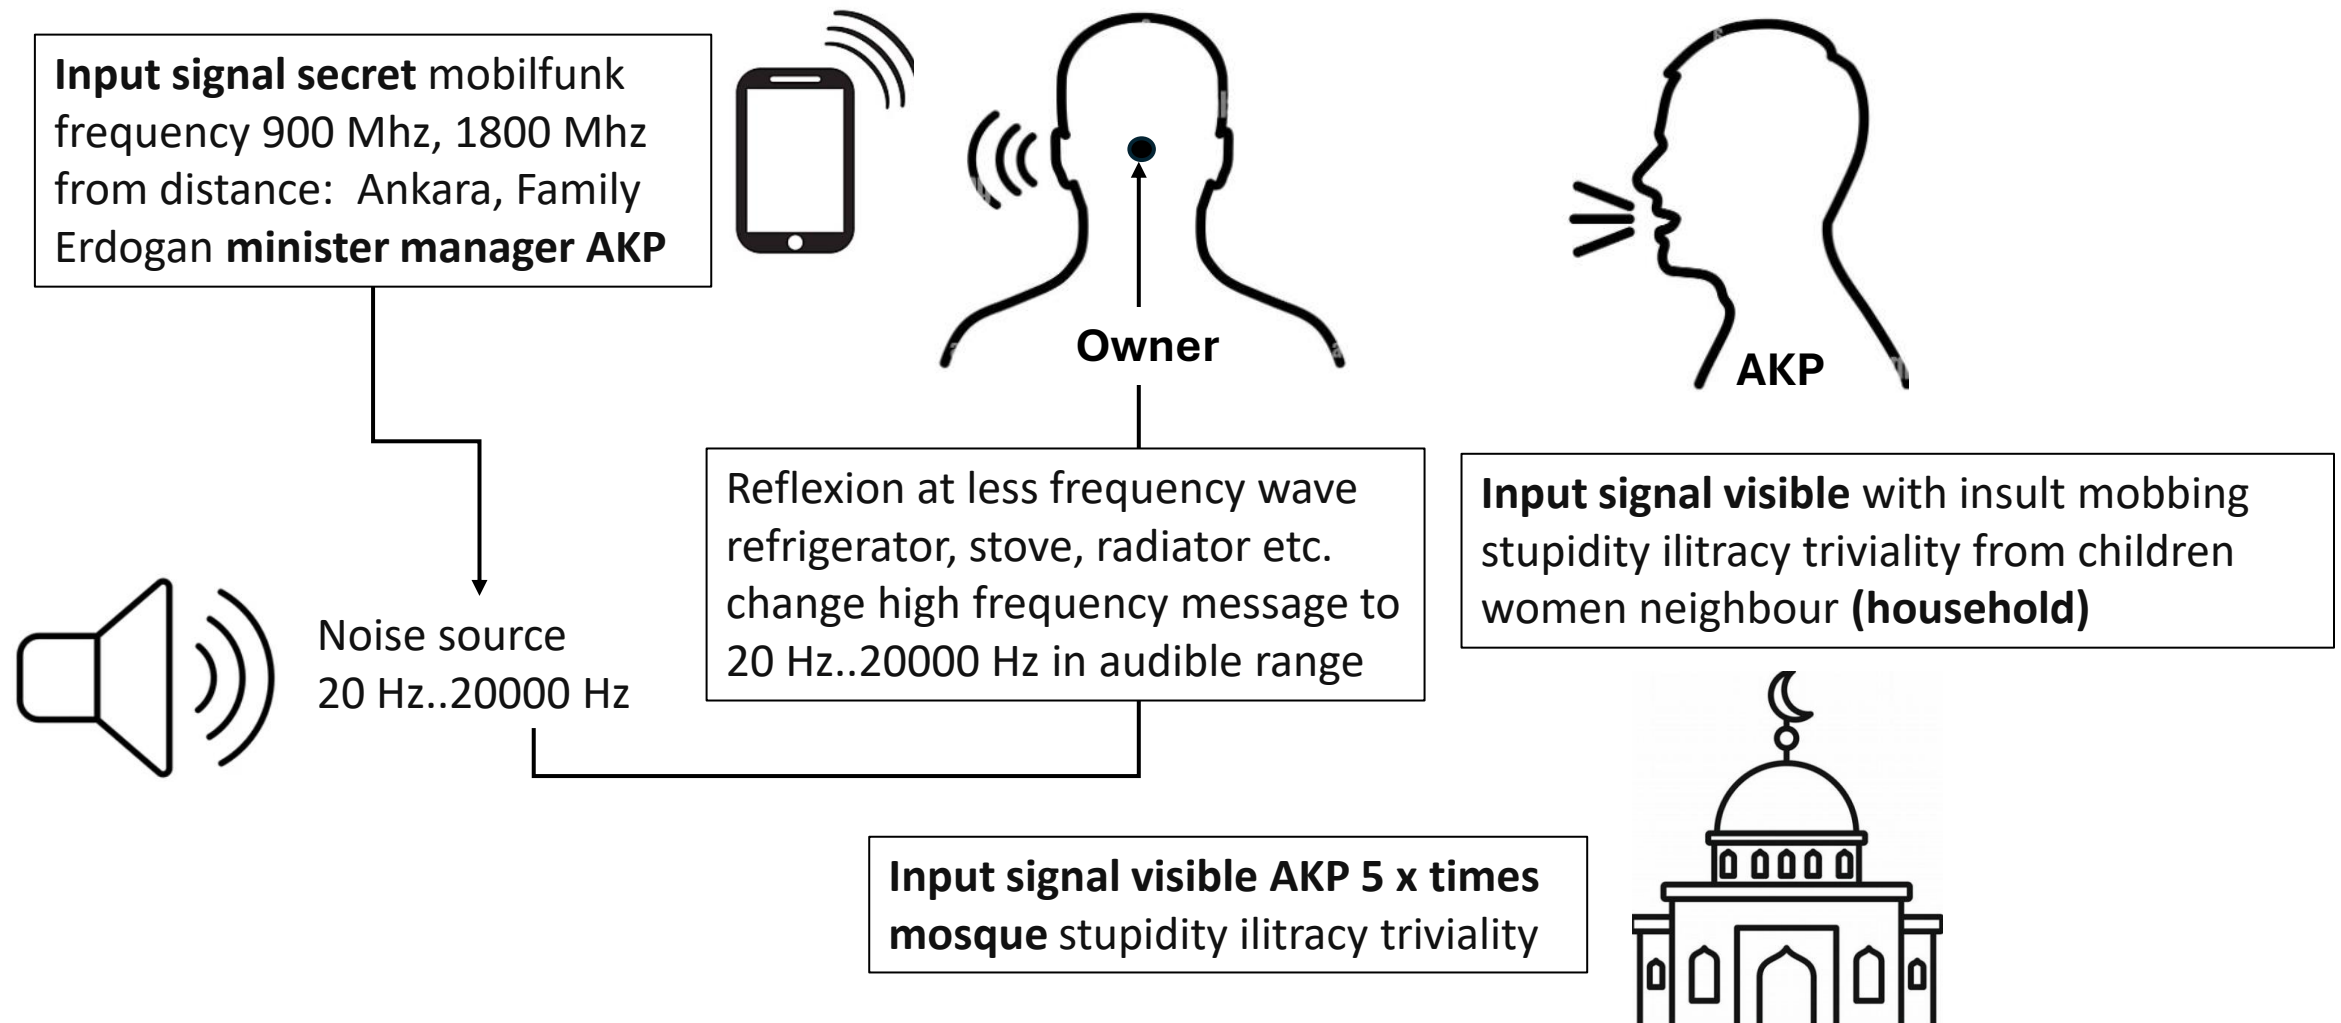 Input signal secret mobilfunk
frequency 900 Mhz, 1800 Mhz
from distance: Ankara, Family
Erdogan minister manager AKP
Owner
AKP
Reflexion at less frequency wave
refrigerator, stove, radiator etc.
change high frequency message to
20 Hz..20000 Hz in audible range
Input signal visible with insult mobbing
stupidity ilitracy triviality from children
women neighbour (household)
Noise source
20 Hz..20000 Hz
Input signal visible AKP 5 x times
mosque stupidity ilitracy triviality